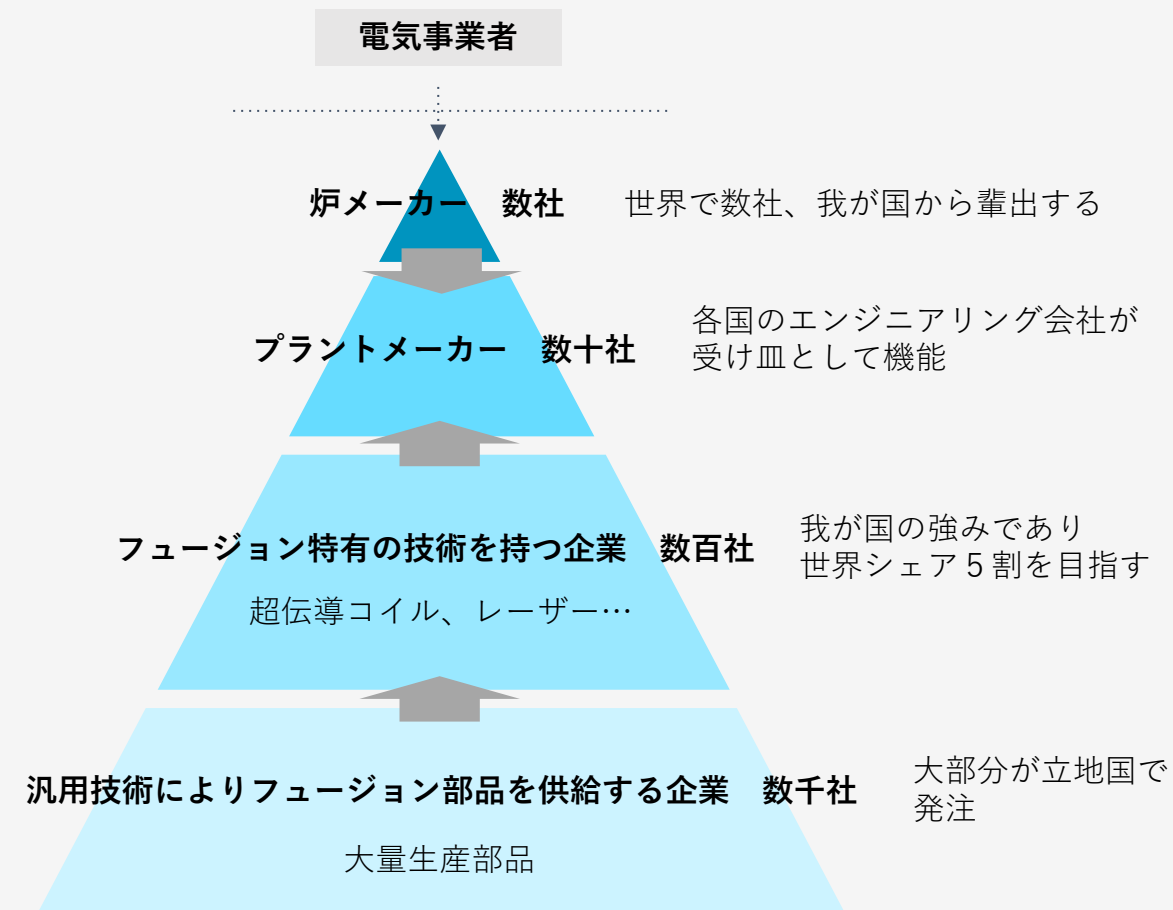 電気事業者
炉メーカー　数社
世界で数社、我が国から輩出する
プラントメーカー　数十社
各国のエンジニアリング会社が
受け皿として機能
フュージョン特有の技術を持つ企業　数百社
超伝導コイル、レーザー…
我が国の強みであり
世界シェア５割を目指す
汎用技術によりフュージョン部品を供給する企業　数千社
大量生産部品
大部分が立地国で
発注